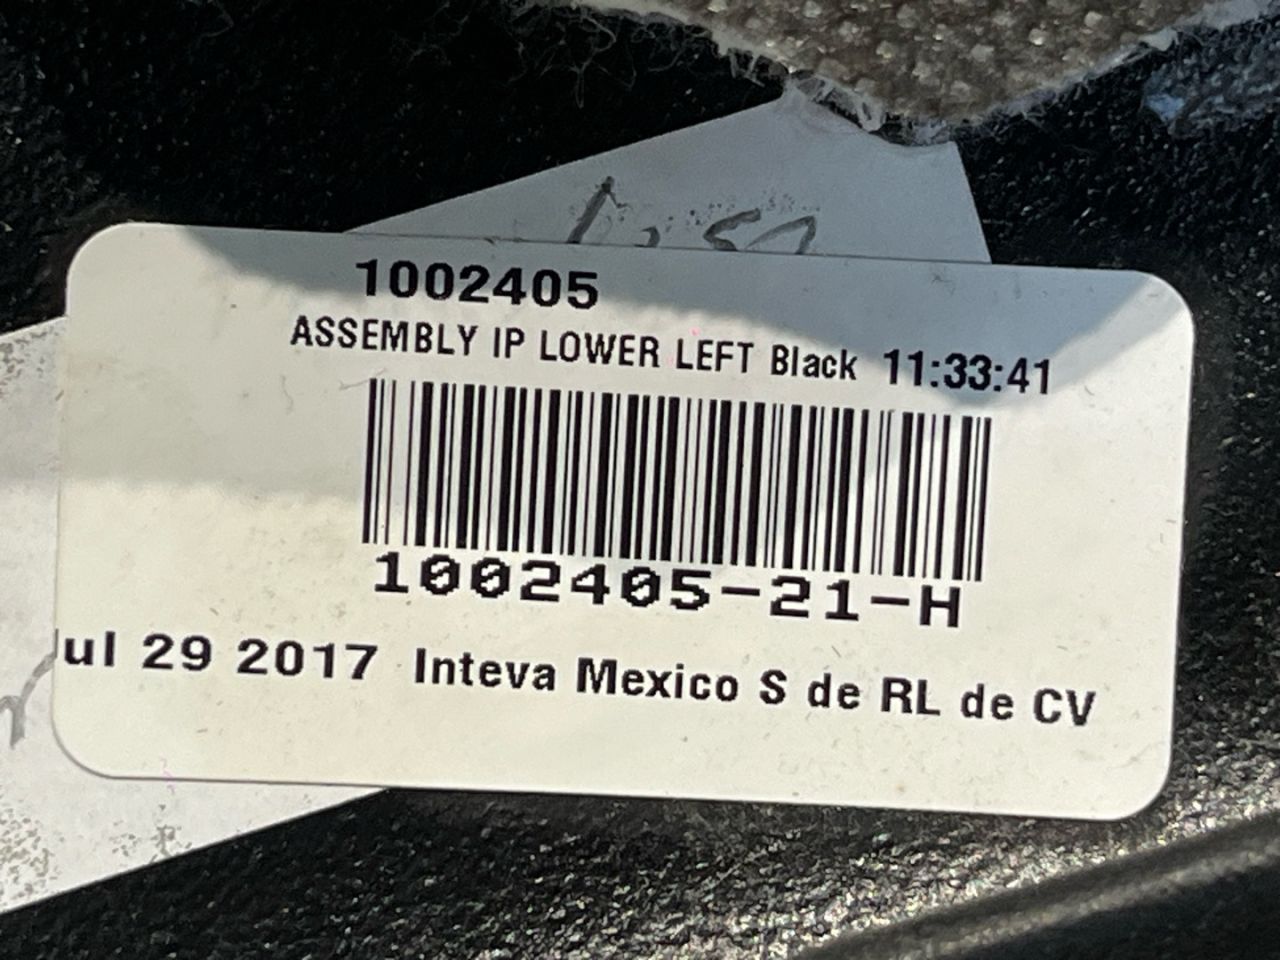 1002405
ASSEMBLY IP LOWER LEFT Black 11:33:41
1002405-21-H
Jul 29 2017 Inteva Mexico S de RL de CV